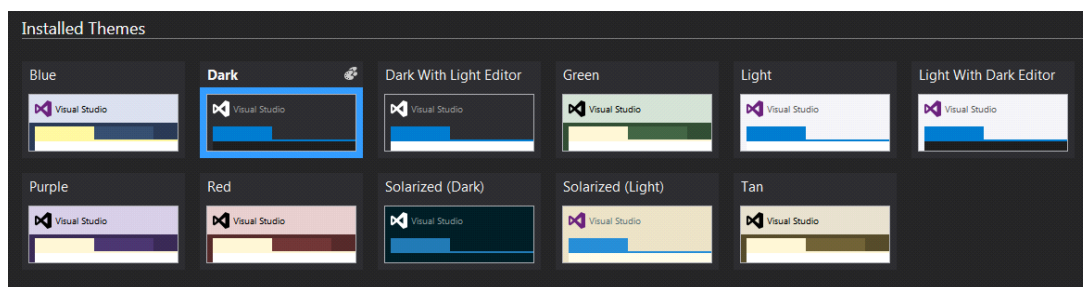 Installed Themes
Blue
Dark
Dark With Light Editor
Green
Light
Light With Dark Editor
Visual Studio
Visual Studio
Visual Studio
Visual Studio
Visual Studio
Visual Studio
Purple
Red
Solarized (Dark)
Solarized (Light)
Tan
Visual Studio
Visual Studio
Visual Studio
Visual Studio
Visual Studio